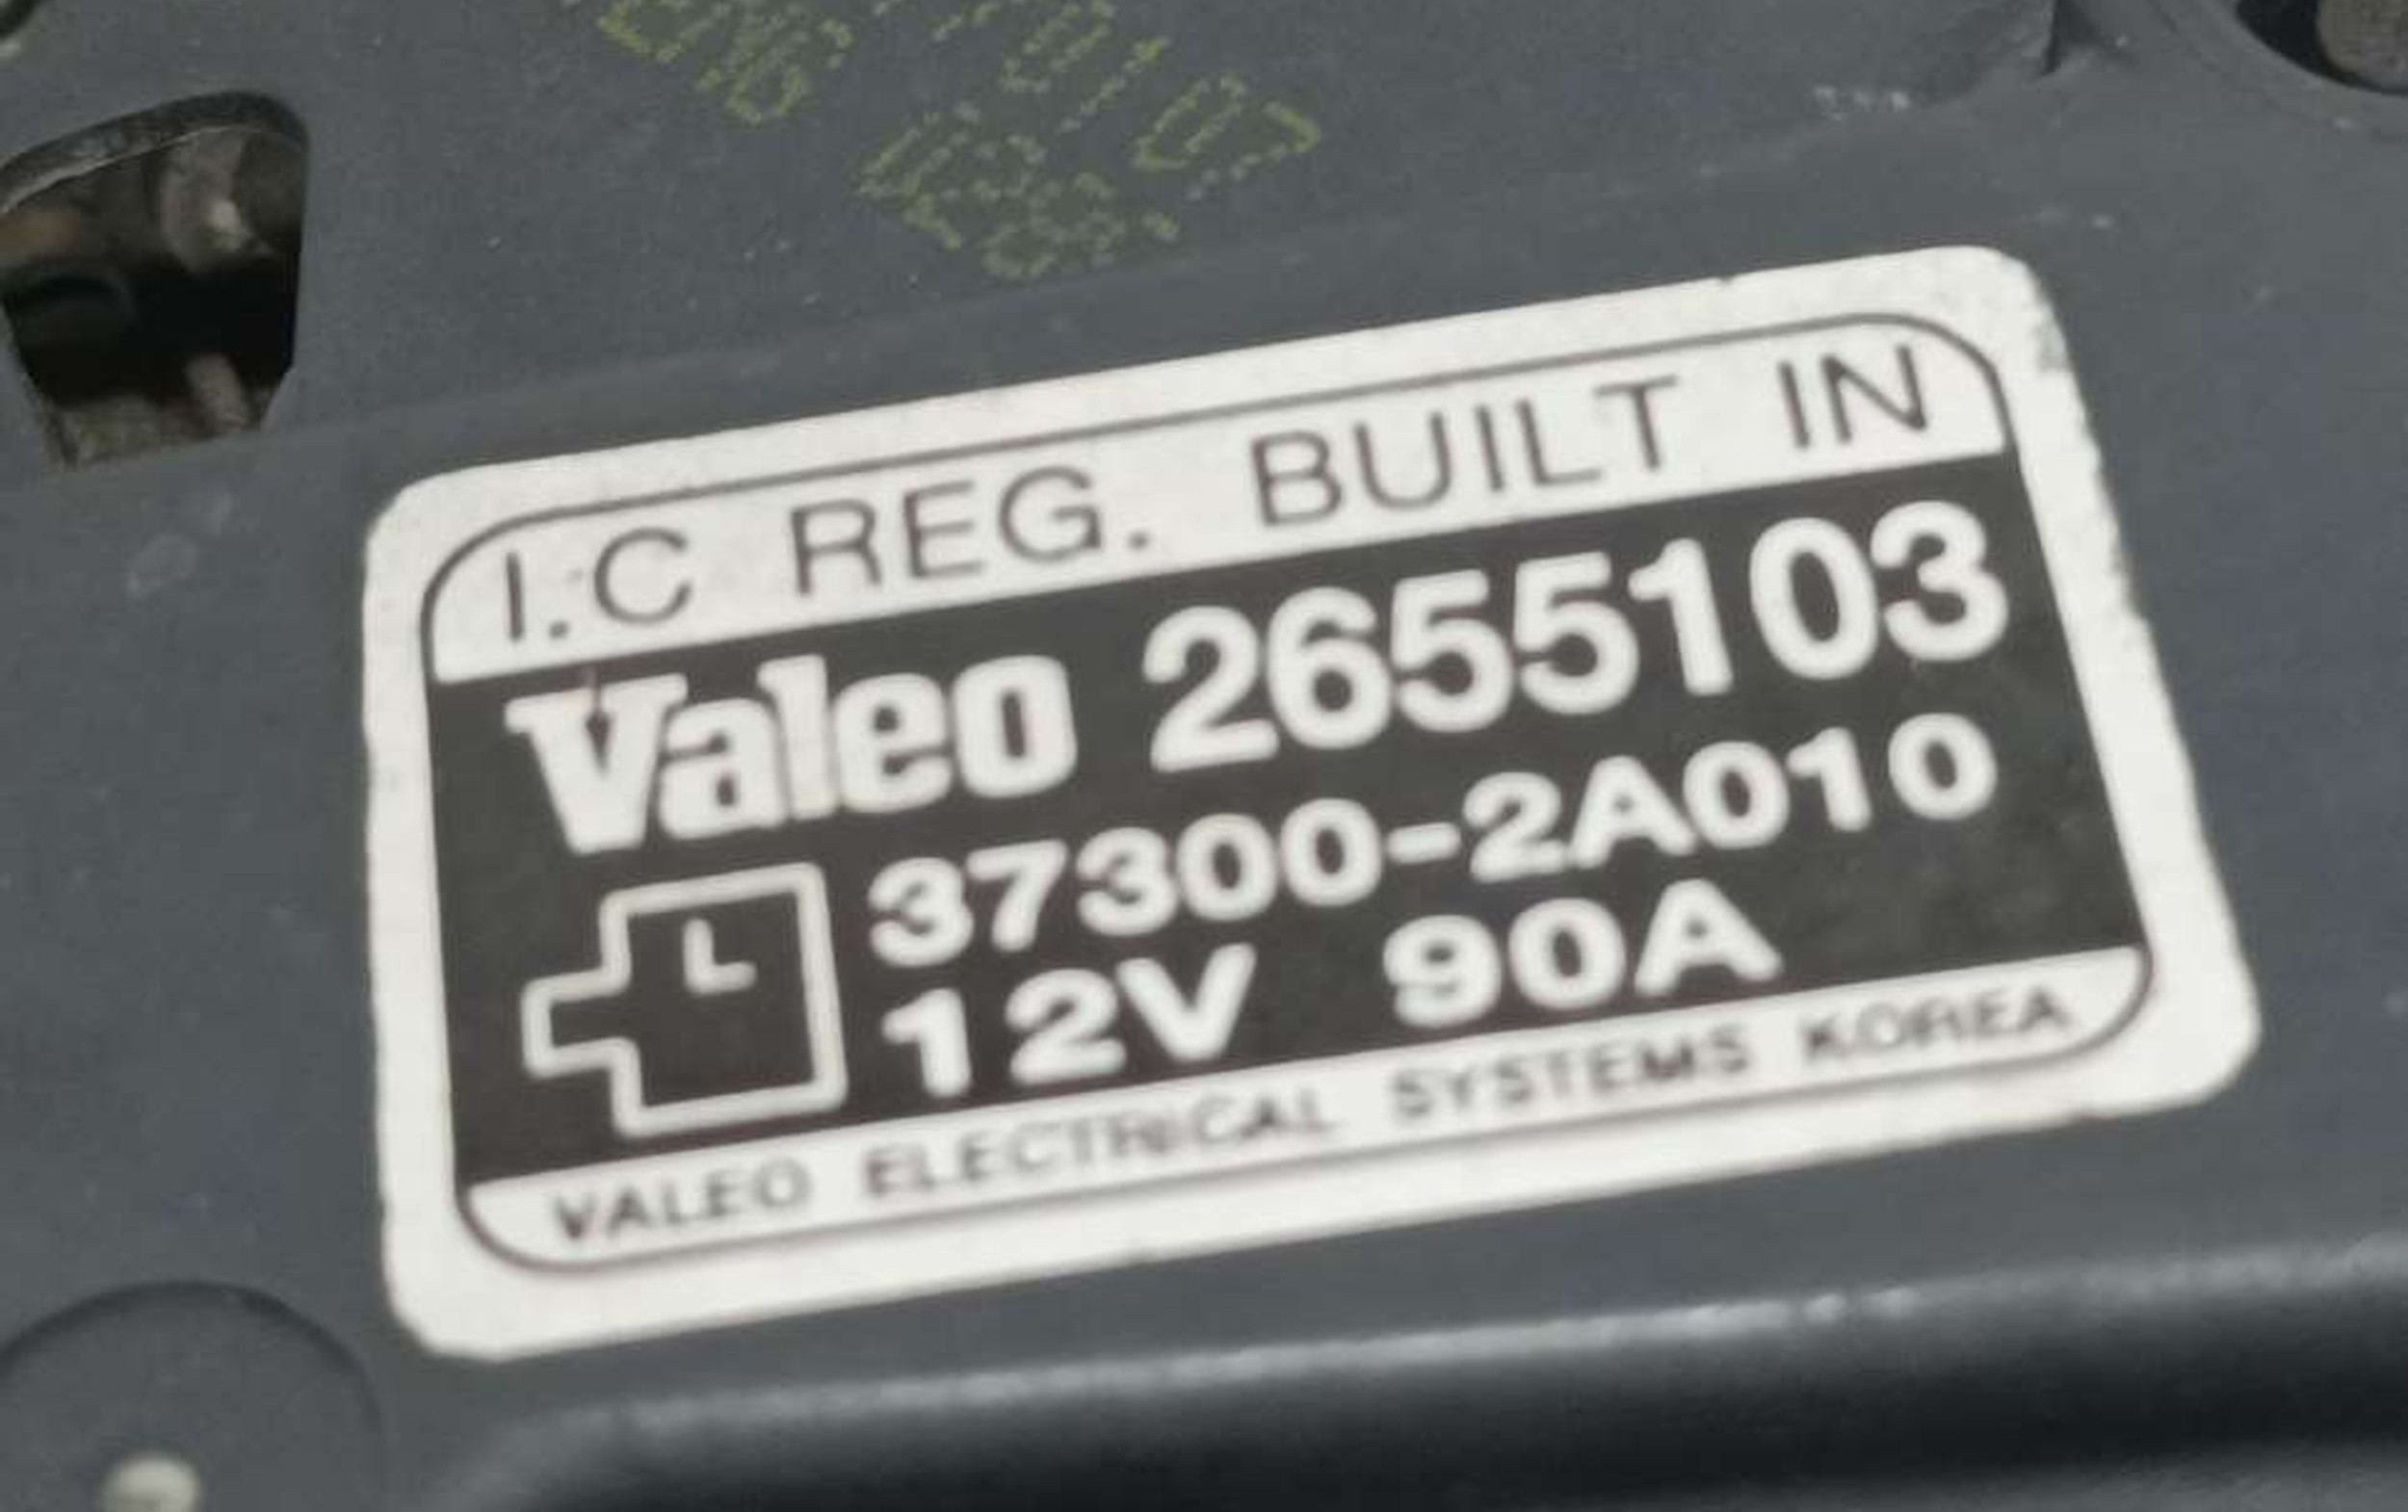 I.C REG. BUILT IN
Valeo 2655103
37300-2A010
L
12V 90A
VALEO ELECTRICAL SYSTEMS KOREA